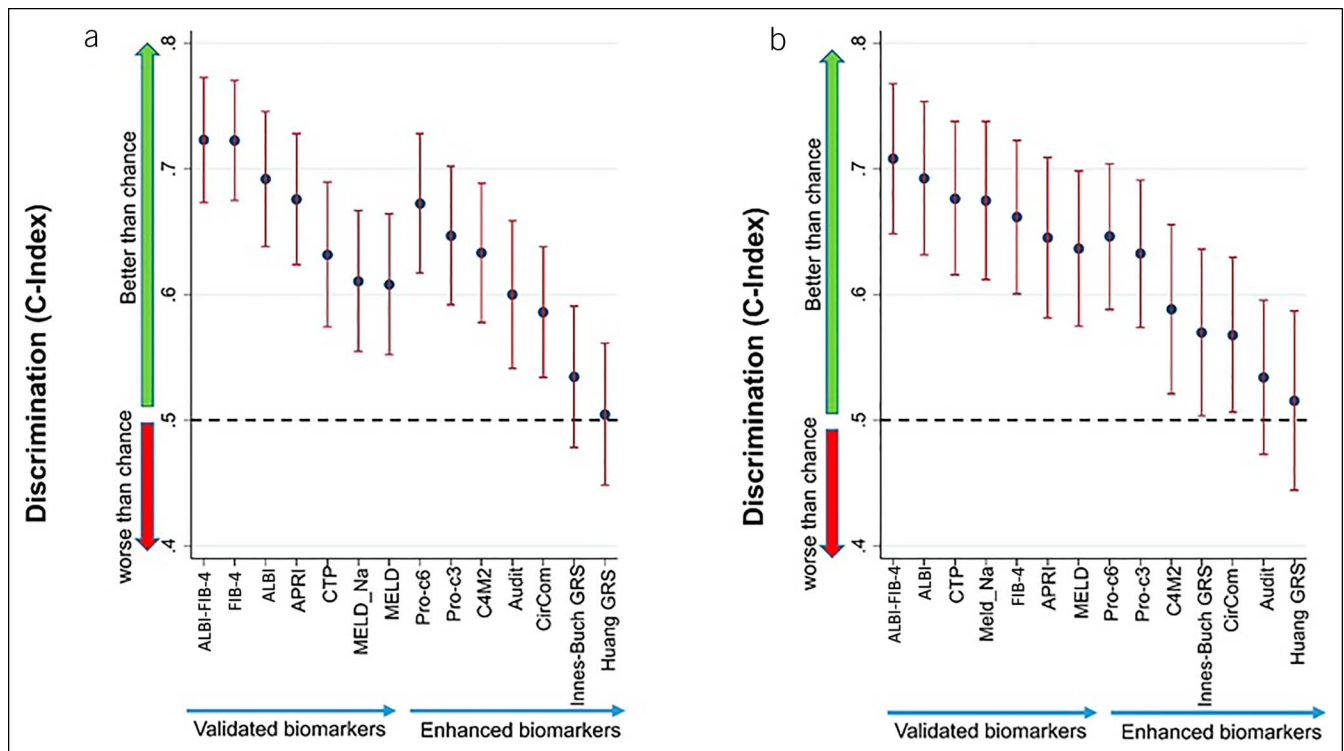 a
Discrimination (C-Index)
Better than chance
worse than chance
.8
.7
.6
.5
.4
ALBI-FIB-4
FIB-4
ALBI
APRI
CTP
MELD_Na
MELD
Pro-c6
Pro-c3
C4M2
Audit
CirCom
Innes-Buch GRS
Huang GRS
Validated biomarkers
Enhanced biomarkers
b
Discrimination (C-Index)
Better than chance
worse than chance
.8
.7
.6
.5
.4
ALBI-FIB-4
ALBI
CTP
Meld_Na
FIB-4
APRI
MELD
Pro-c6
Pro-c3
C4M2
Innes-Buch GRS
CirCom
Audit
Huang GRS
Validated biomarkers
Enhanced biomarkers